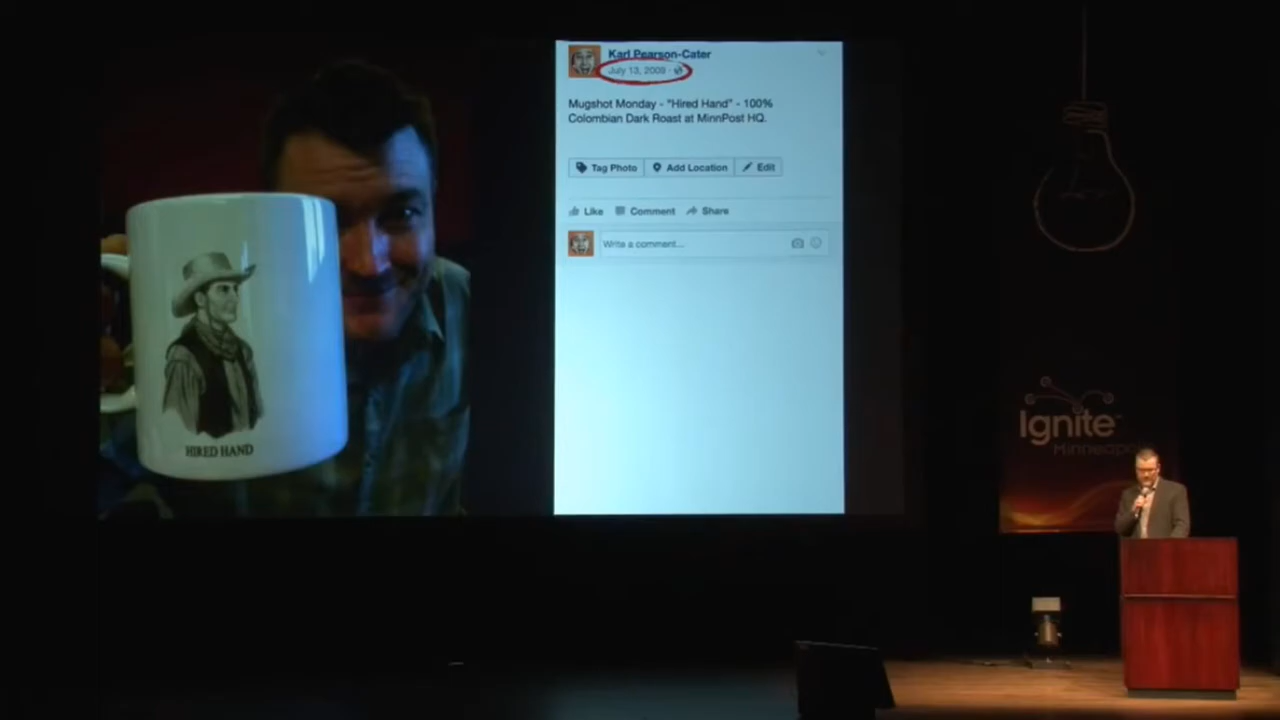 Karl Pearson-Cater
July 13, 2009
Mugshot Monday - "Hired Hand" - 100%
Colombian Dark Roast at MinnPost HQ.
Tag Photo Add Location Edit
Like Comment Share
Write a comment...
HIRED HAND
Ignite